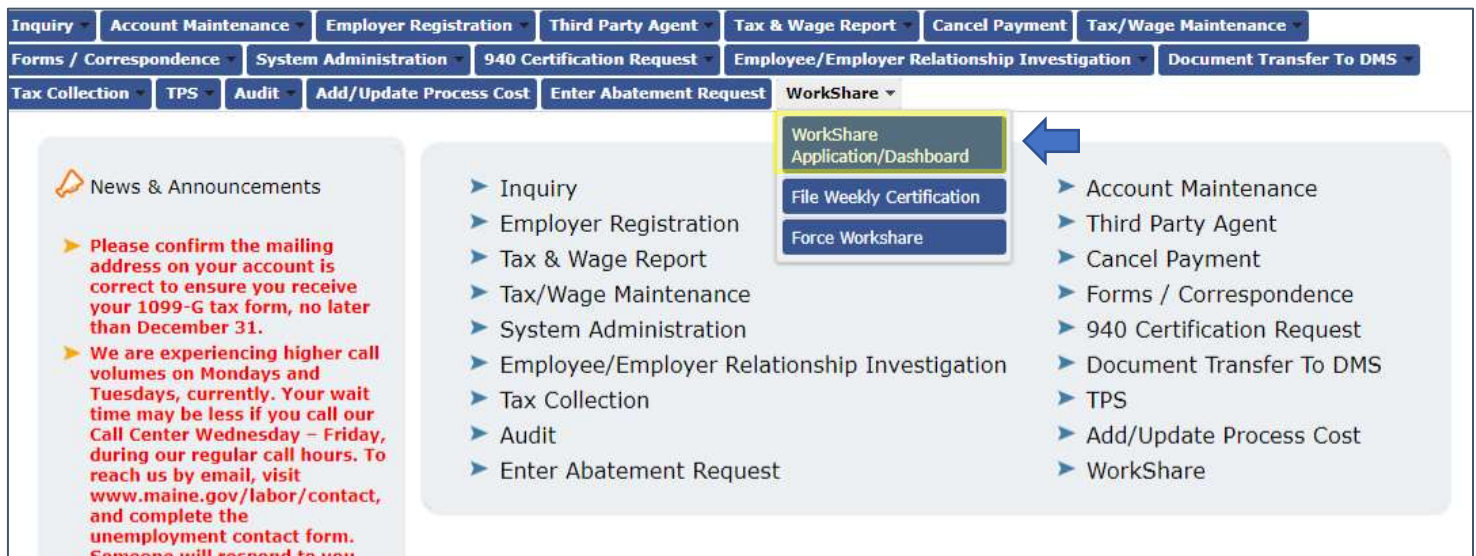 Inquiry Account Maintenance Employer Registration Third Party Agent Tax & Wage Report Cancel Payment Tax/Wage Maintenance
Forms / Correspondence System Administration 940 Certification Request Employee/Employer Relationship Investigation Document Transfer To DMS
Tax Collection TPS Audit Add/Update Process Cost Enter Abatement Request WorkShare
WorkShare
Application/Dashboard
File Weekly Certification
Force Workshare
News & Announcements
Please confirm the mailing
address on your account is
correct to ensure you receive
your 1099-G tax form, no later
than December 31.
We are experiencing higher call
volumes on Mondays and
Tuesdays, currently. Your wait
time may be less if you call our
Call Center Wednesday – Friday,
during our regular call hours. To
reach us by email, visit
www.maine.gov/labor/contact,
and complete the
unemployment contact form.
Someone will respond to you
Inquiry
Employer Registration
Tax & Wage Report
Tax/Wage Maintenance
System Administration
Employee/Employer Relationship Investigation
Tax Collection
Audit
Enter Abatement Request
Account Maintenance
Third Party Agent
Cancel Payment
Forms / Correspondence
940 Certification Request
Document Transfer To DMS
TPS
Add/Update Process Cost
WorkShare